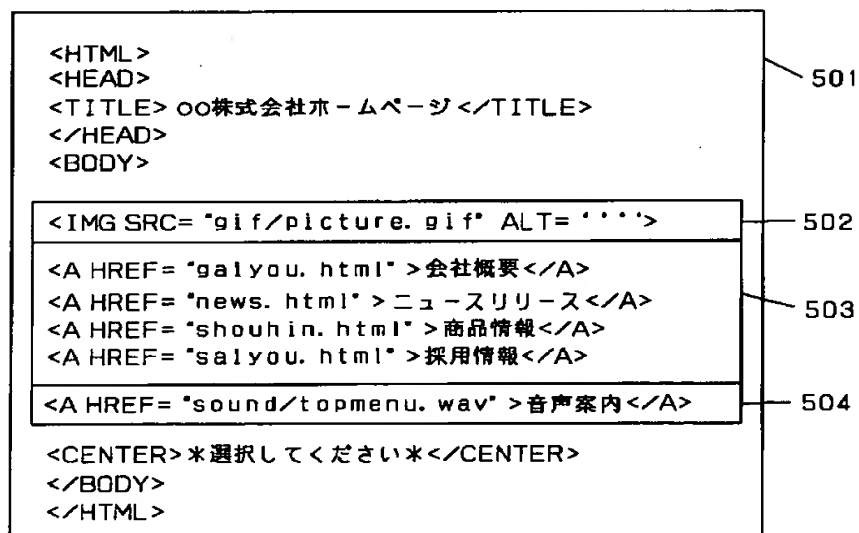 <HTML>
<HEAD>
<TITLE> ○○株式会社ホームページ</TITLE>
</HEAD>
<BODY>
501
<IMG SRC= "gif/picture. gif" ALT= ' ' ' '>
502
<A HREF= "gaiyou. html" >会社概要</A>
<A HREF= "news. html" >ニュースリリース</A>
<A HREF= "shouhin. html" >商品情報</A>
<A HREF= "saiyou. html" >採用情報</A>
503
<A HREF= "sound/topmenu. wav" >音声案内</A>
504
<CENTER>*選択してください*</CENTER>
</BODY>
</HTML>